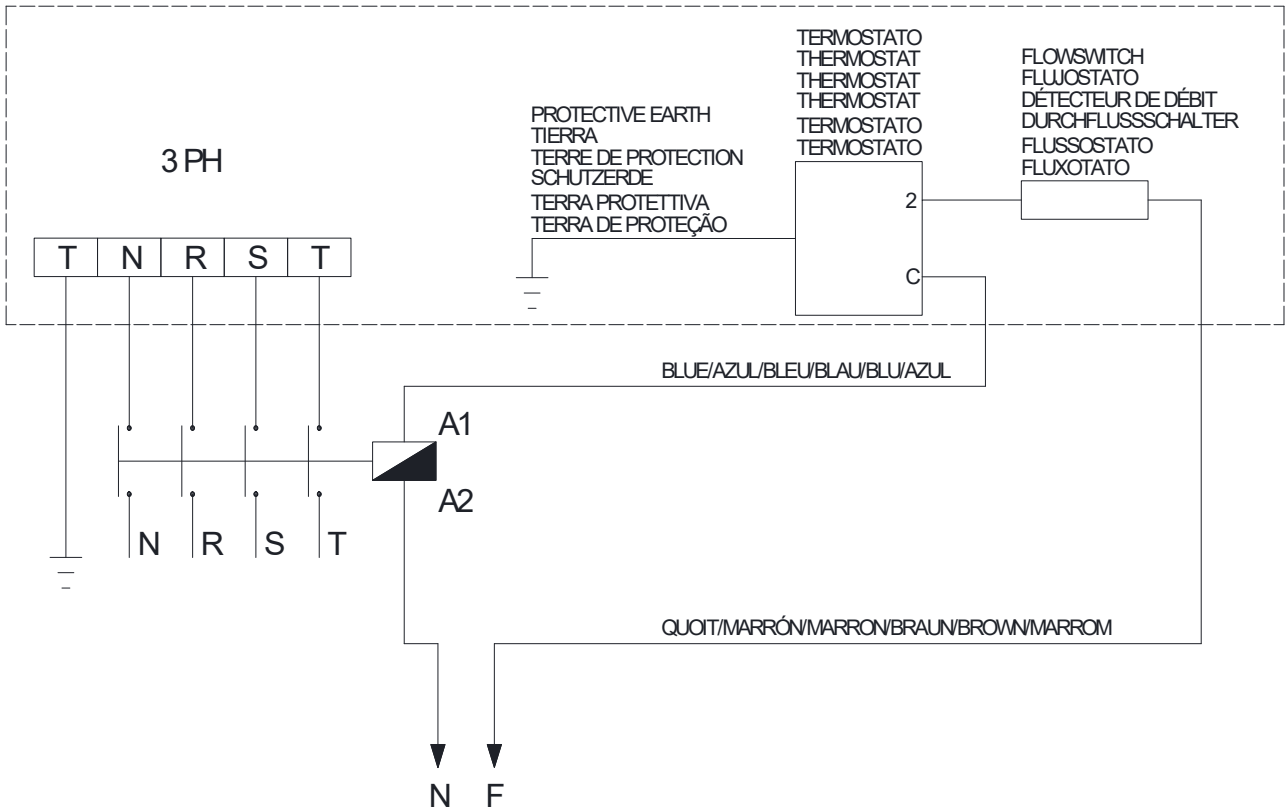 3 PH
T N R S T
PROTECTIVE EARTH
TIERRA
TERRE DE PROTECTION
SCHUTZERDE
TERRA PROTETTIVA
TERRA DE PROTEÇÃO
TERMOSTATO
THERMOSTAT
THERMOSTAT
THERMOSTAT
TERMOSTATO
TERMOSTATO
2
C
FLOWSWITCH
FLUJOSTATO
DÉTECTEUR DE DÉBIT
DURCHFLUSSSCHALTER
FLUSSOSTATO
FLUXOTATO
BLUE/AZUL/BLEU/BLAU/BLU/AZUL
A1
A2
N R S T
QUOIT/MARRÓN/MARRON/BRAUN/BROWN/MARROM
N F